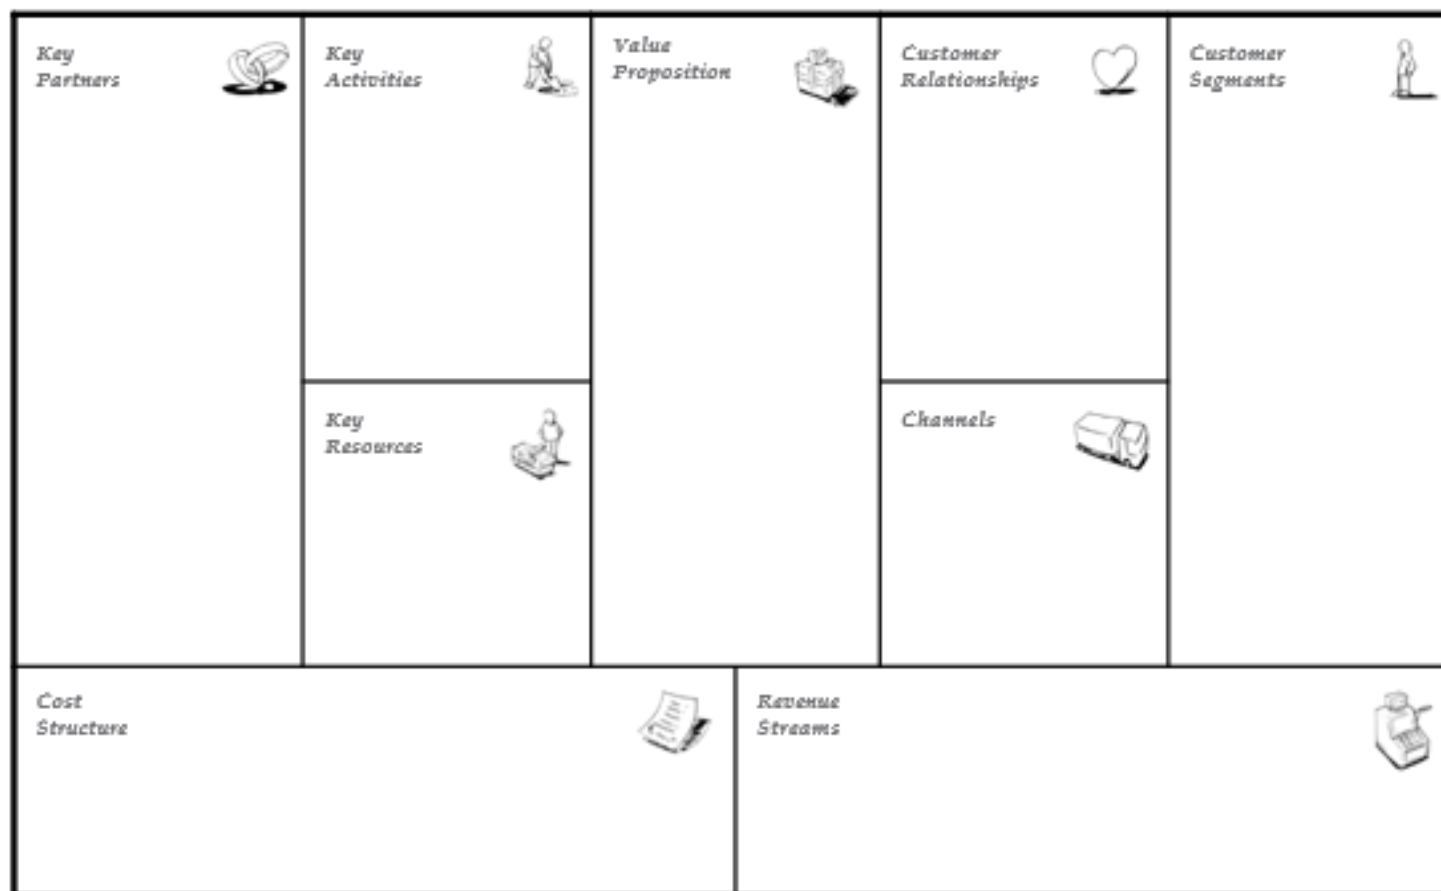 Key
Partners
Key
Activities
Value
Proposition
Customer
Relationships
Customer
Segments
Key
Resources
Channels
Cost
Structure
Revenue
Streams